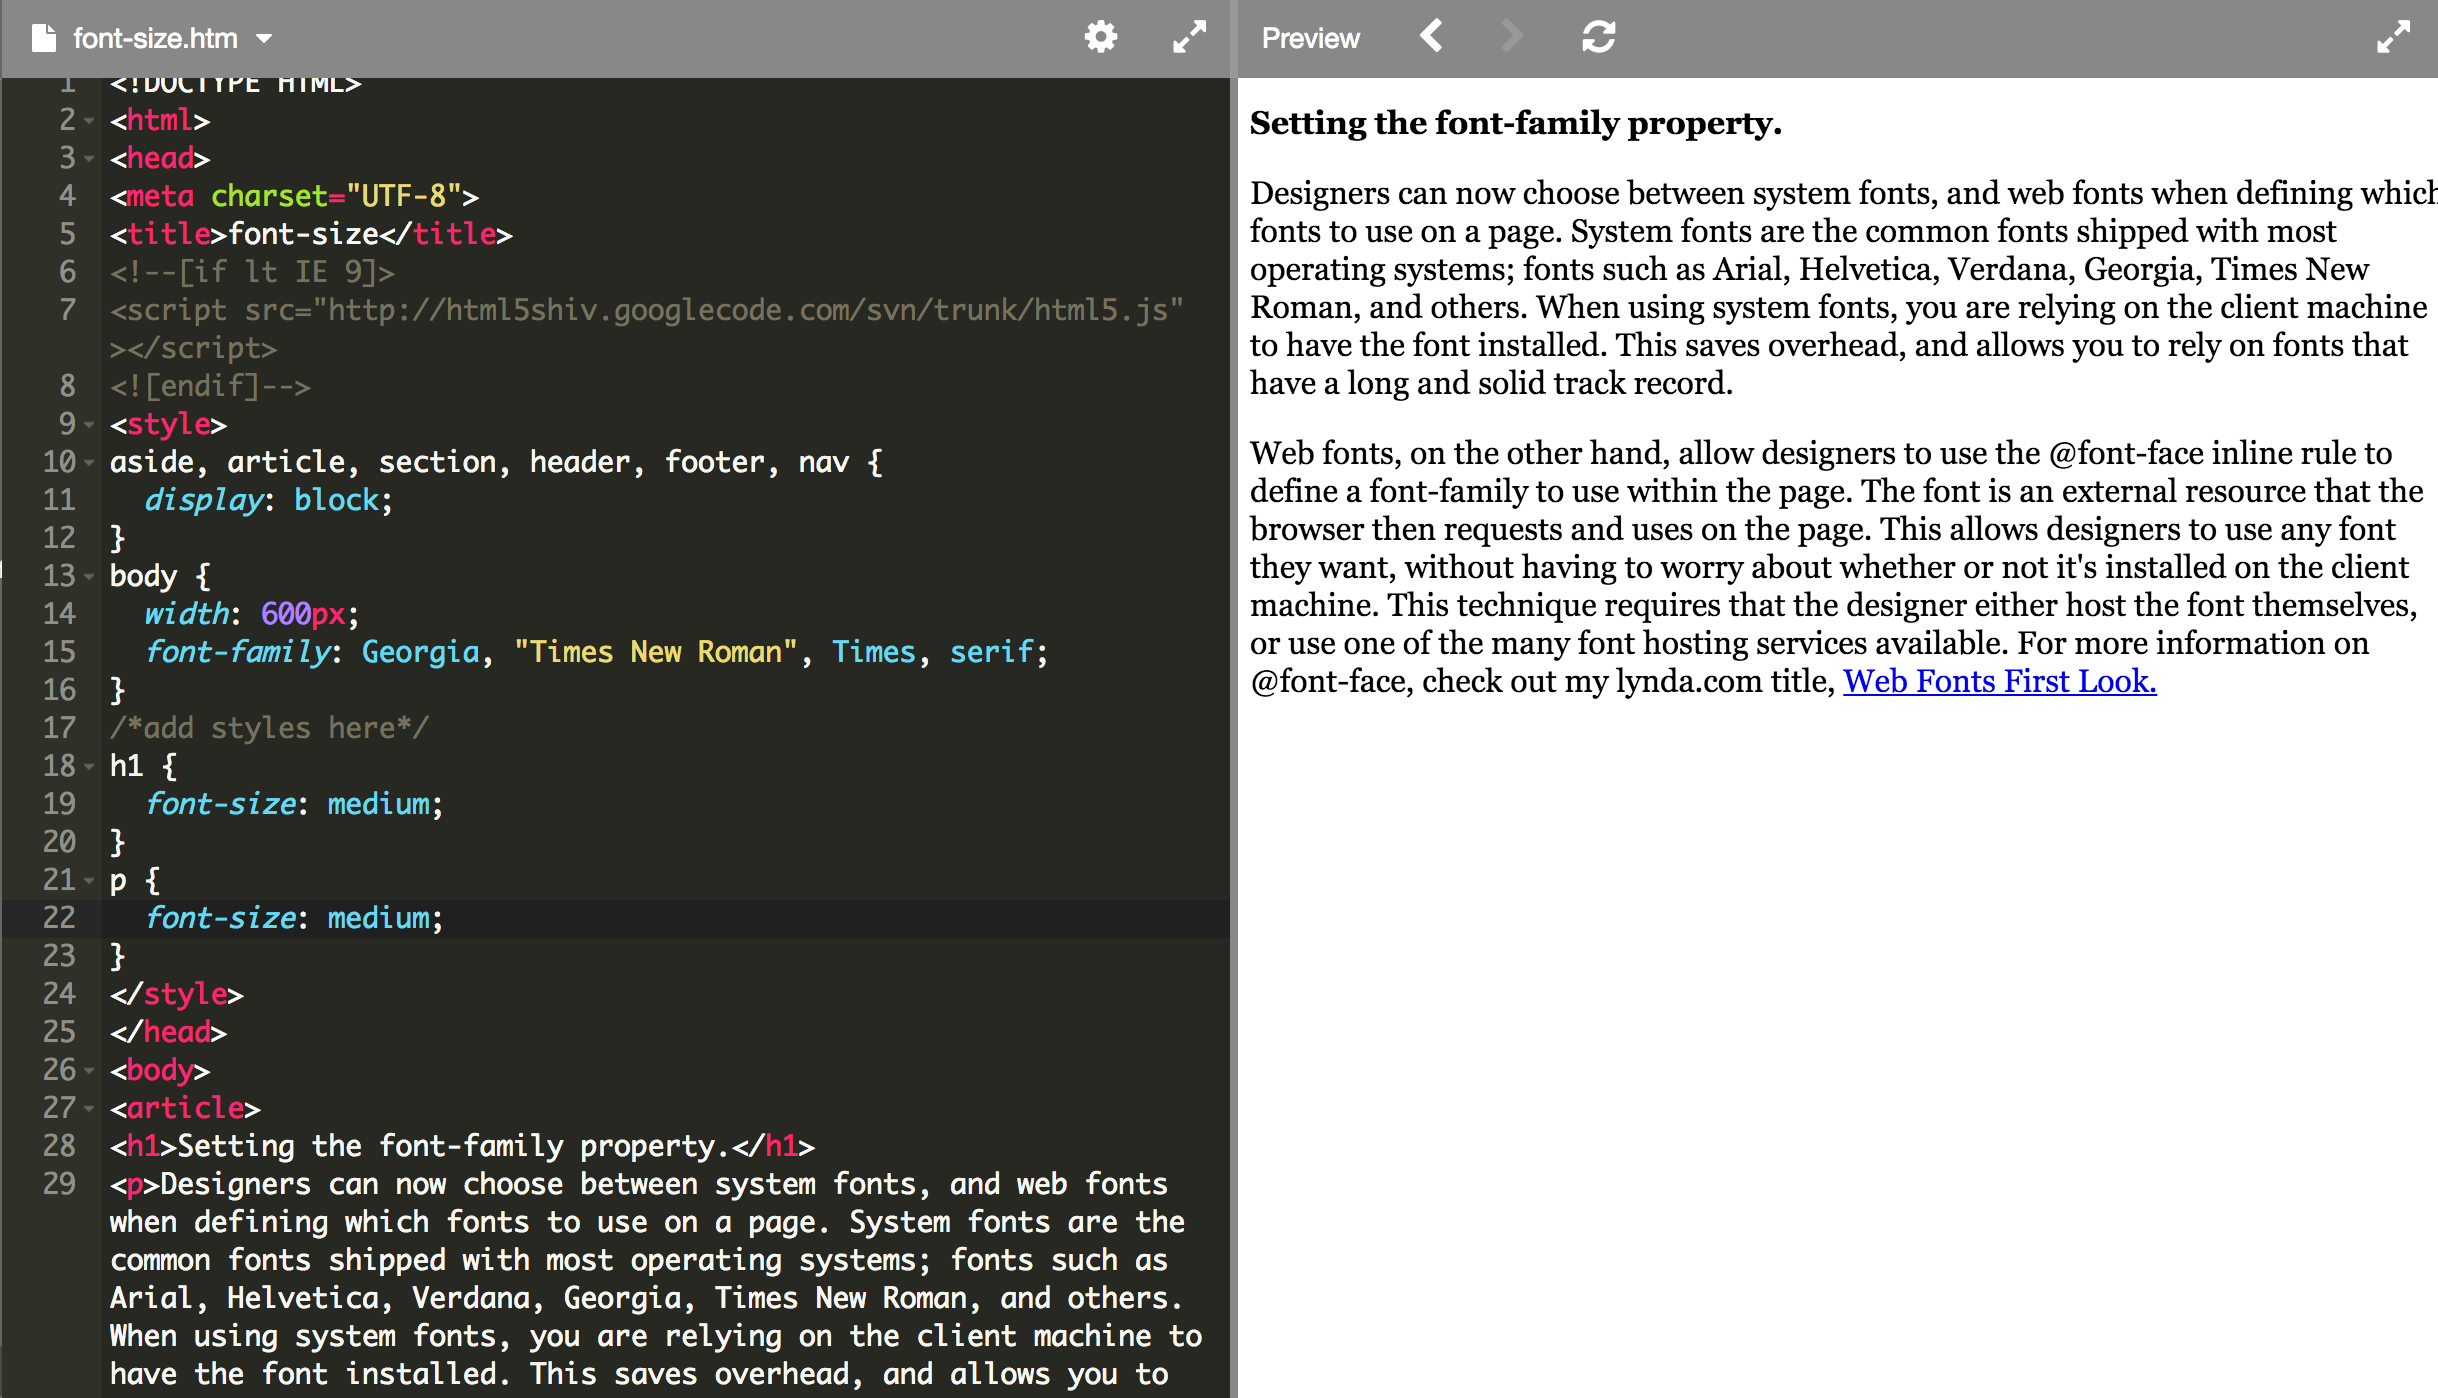 font-size.htm
1 <!DOCTYPE HTML>
2 <html>
3 <head>
4 <meta charset="UTF-8">
5 <title>font-size</title>
6 <!--[if lt IE 9]>
7 <script src="http://html5shiv.googlecode.com/svn/trunk/html5.js"
></script>
8 <![endif]-->
9 <style>
10 aside, article, section, header, footer, nav {
11 display: block;
12 }
13 body {
14 width: 600px;
15 font-family: Georgia, "Times New Roman", Times, serif;
16 }
17 /*add styles here*/
18 h1 {
19 font-size: medium;
20 }
21 p {
22 font-size: medium;
23 }
24 </style>
25 </head>
26 <body>
27 <article>
28 <h1>Setting the font-family property.</h1>
29 <p>Designers can now choose between system fonts, and web fonts
when defining which fonts to use on a page. System fonts are the
common fonts shipped with most operating systems; fonts such as
Arial, Helvetica, Verdana, Georgia, Times New Roman, and others.
When using system fonts, you are relying on the client machine to
have the font installed. This saves overhead, and allows you to
Preview
Setting the font-family property.
Designers can now choose between system fonts, and web fonts when defining which
fonts to use on a page. System fonts are the common fonts shipped with most
operating systems; fonts such as Arial, Helvetica, Verdana, Georgia, Times New
Roman, and others. When using system fonts, you are relying on the client machine
to have the font installed. This saves overhead, and allows you to rely on fonts that
have a long and solid track record.
Web fonts, on the other hand, allow designers to use the @font-face inline rule to
define a font-family to use within the page. The font is an external resource that the
browser then requests and uses on the page. This allows designers to use any font
they want, without having to worry about whether or not it's installed on the client
machine. This technique requires that the designer either host the font themselves,
or use one of the many font hosting services available. For more information on
@font-face, check out my lynda.com title, Web Fonts First Look.